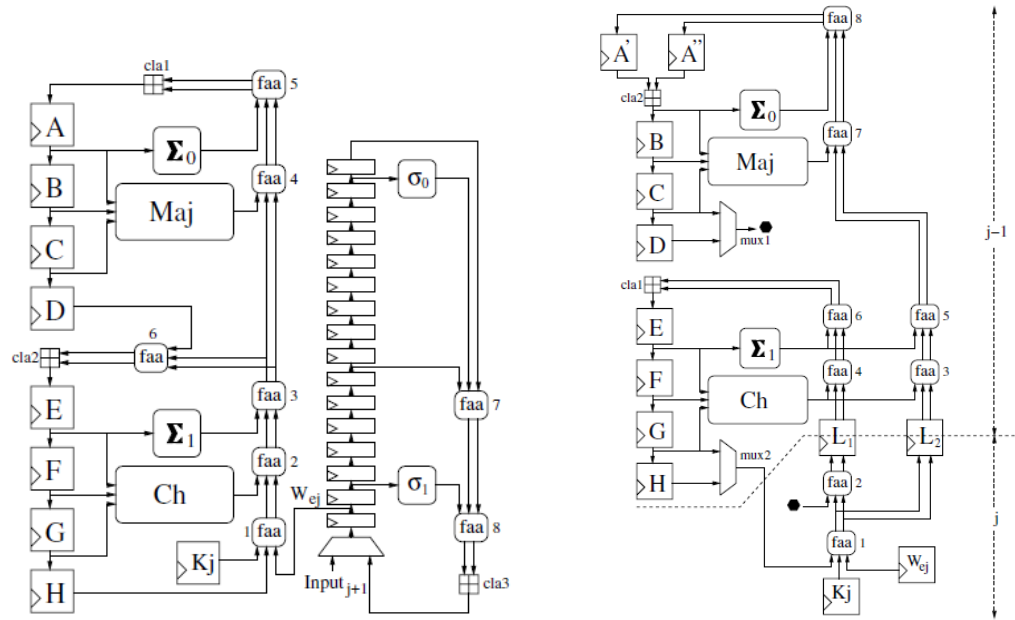 cla1
faa 5
A
Σ0
B
faa 4
Maj
C
D
6
faa
cla2
E
faa 3
F
Σ1
faa 2
Ch
G
1 faa
Kj
H
σ0
faa 7
σ1
Wej
faa 8
Input j+1
cla3
faa 8
A' A"
cla2
Σ0
B
faa 7
Maj
C
mux1
D
j-1
cla1
faa 6
faa 5
E
Σ1
F
faa 4
faa 3
Ch
G
L1
L2
mux2
H
faa 2
j
faa 1
Wej
Kj